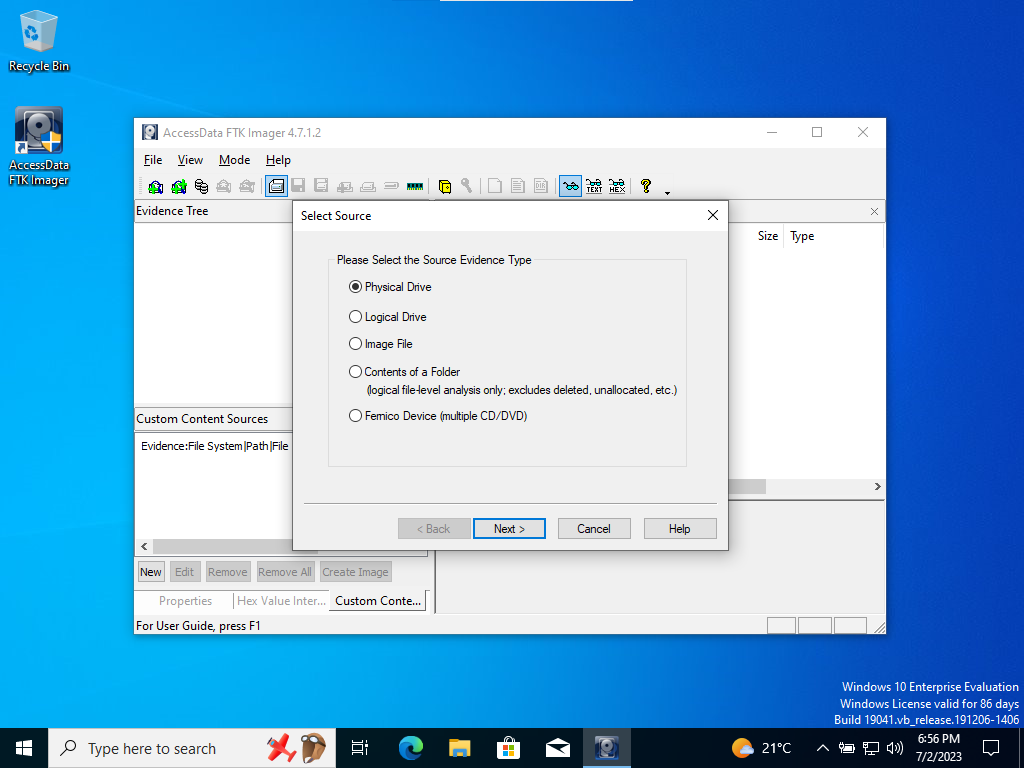 Recycle Bin
AccessData
FTK Imager
AccessData FTK Imager 4.7.1.2
File View Mode Help
TEXT
HEX
Evidence Tree
Size Type
Select Source
Please Select the Source Evidence Type
Physical Drive
Logical Drive
Image File
Contents of a Folder
(logical file-level analysis only; excludes deleted, unallocated, etc.)
Fernico Device (multiple CD/DVD)
< Back Next > Cancel Help
Custom Content Sources
Evidence:File System|Path|File
New Edit Remove Remove All Create Image
Properties Hex Value Inter... Custom Conte...
For User Guide, press F1
Windows 10 Enterprise Evaluation
Windows License valid for 86 days
Build 19041.vb_release.191206-1406
Type here to search
21°C
6:56 PM
7/2/2023